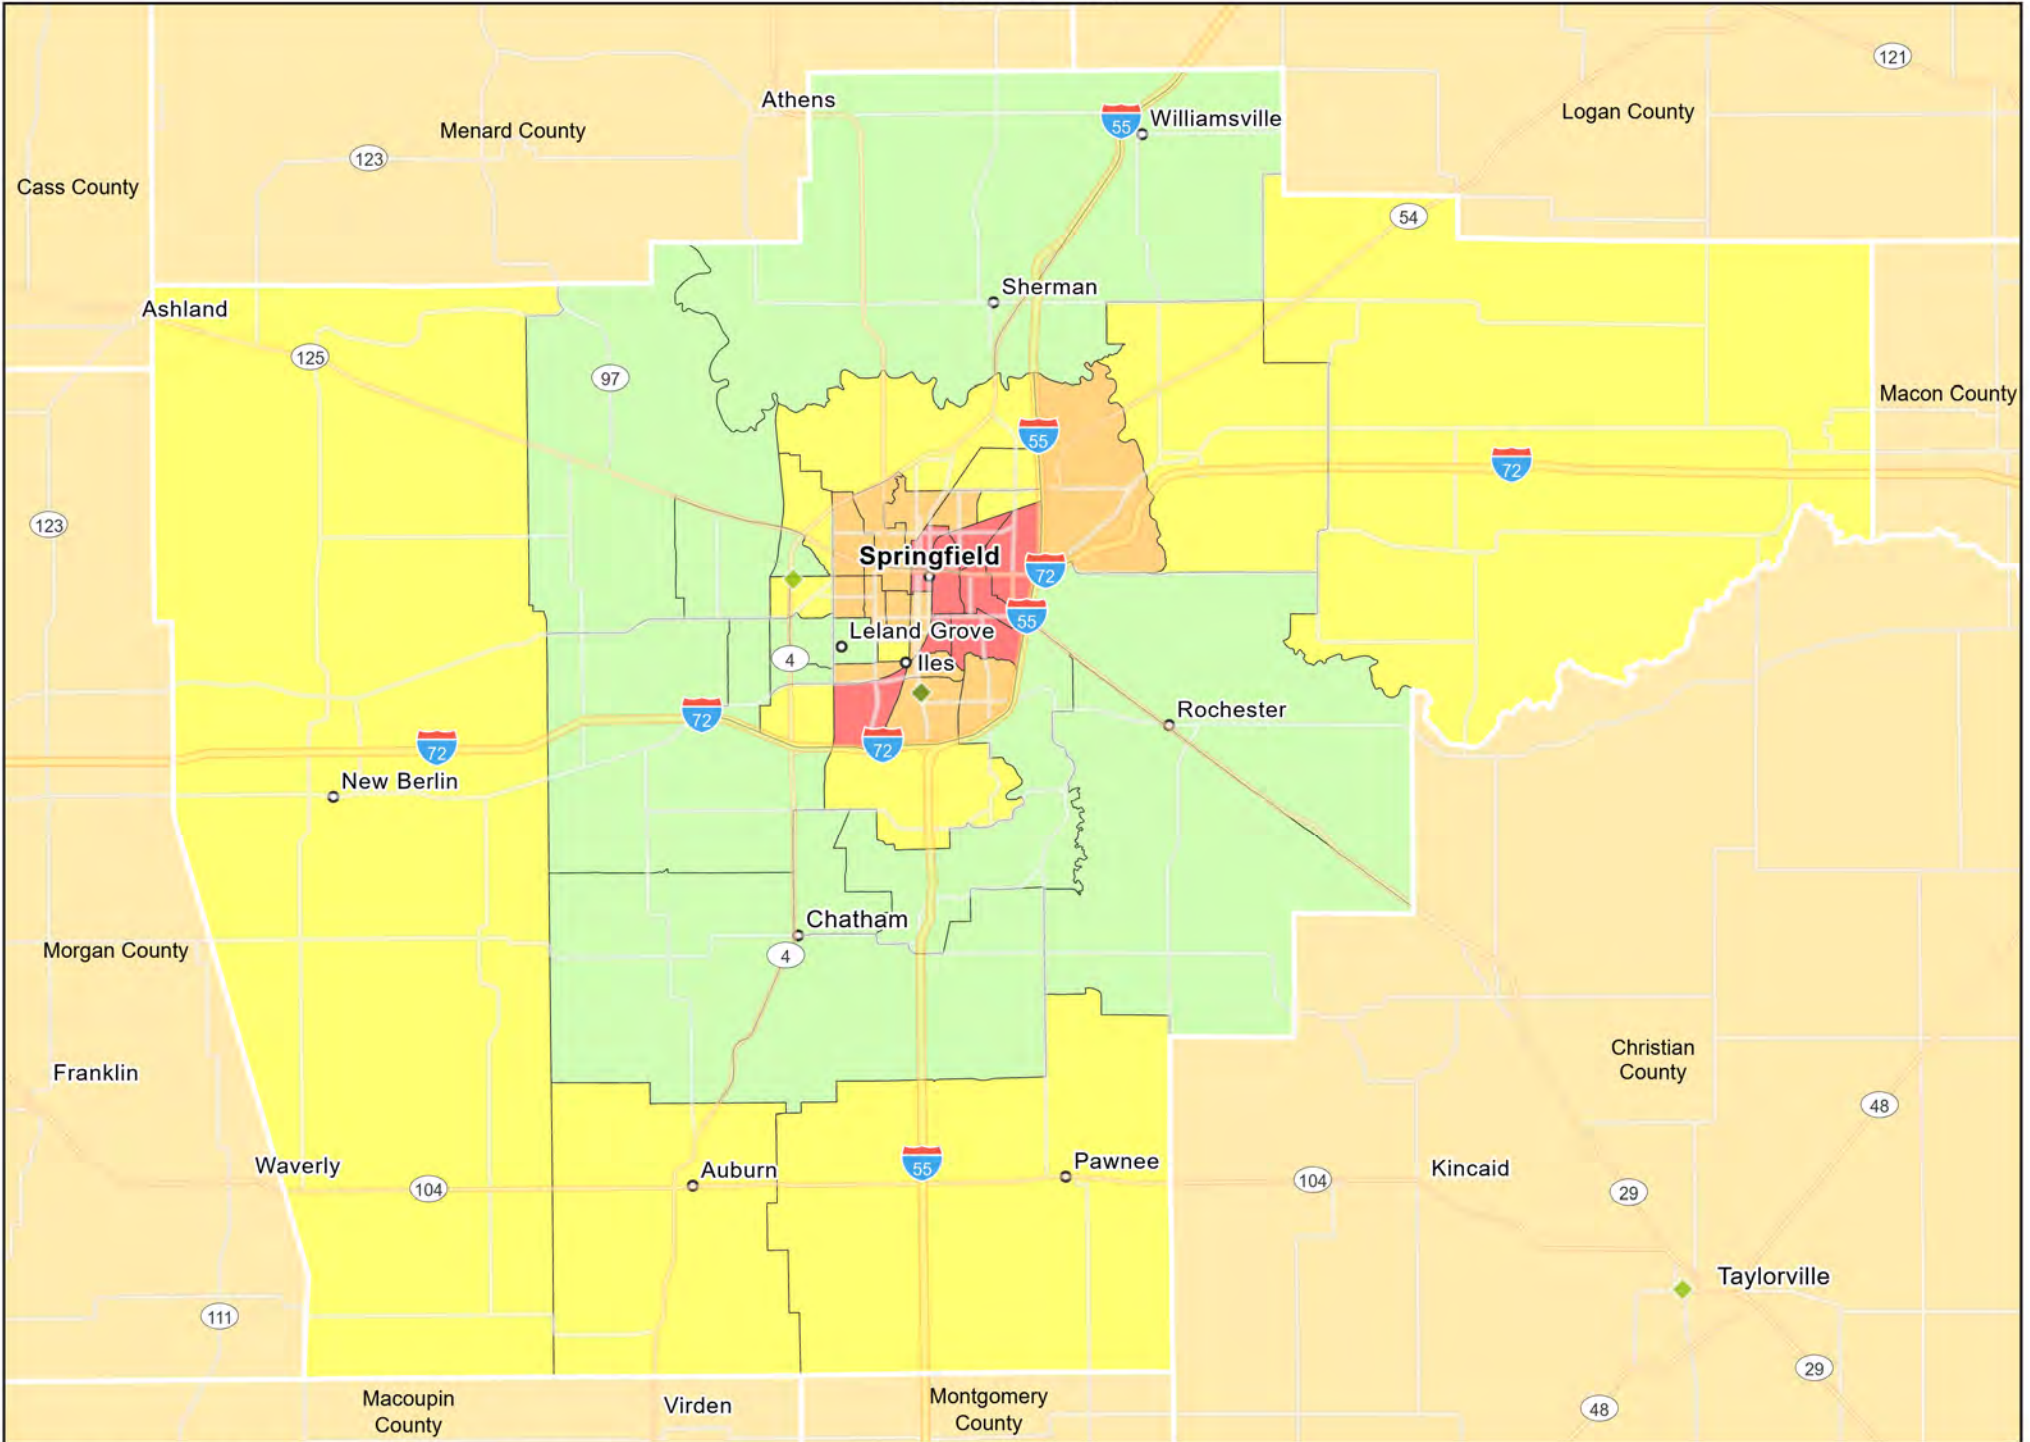 121
Athens
Logan County
55
Williamsville
Menard County
123
Cass County
54
Sherman
Ashland
125
97
Macon County
55
72
123
Springfield
72
55
Leland Grove
4
Iles
72
Rochester
72
72
New Berlin
Chatham
Morgan County
4
Christian
County
Franklin
48
Waverly
55
Pawnee
Kincaid
Auburn
104
104
29
Taylorville
111
29
Macoupin
County
Virden
Montgomery
County
48